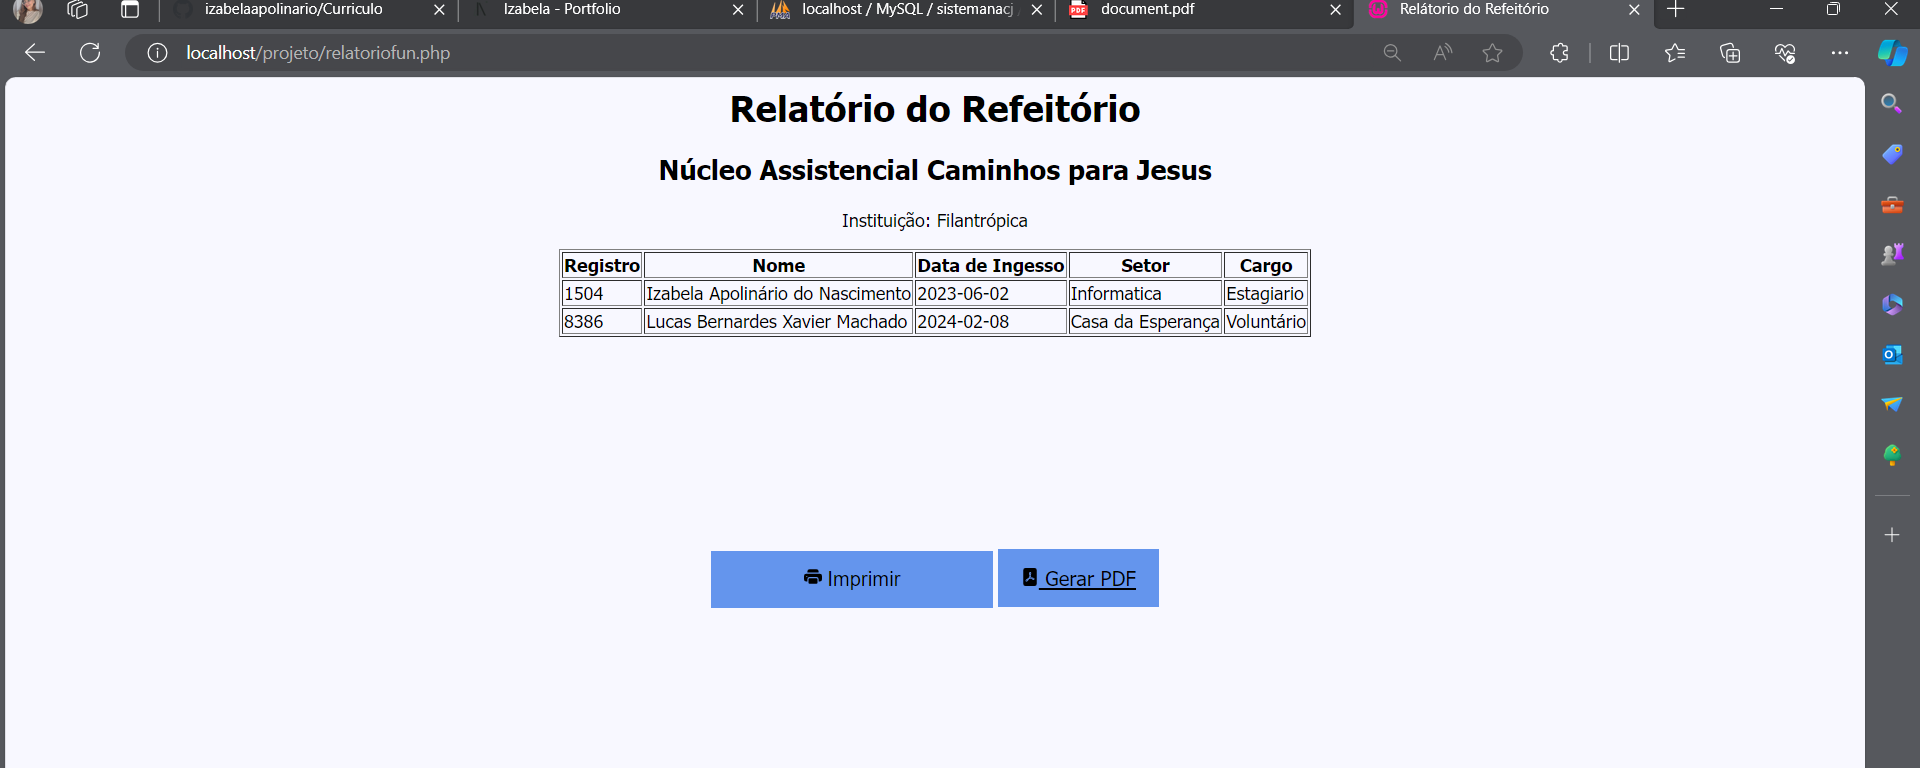 izabelaapolinario/Curriculo
Izabela - Portfolio
localhost / MySQL / sistemanacj
document.pdf
Relátorio do Refeitório
localhost/projeto/relatoriofun.php
Relatório do Refeitório
Núcleo Assistencial Caminhos para Jesus
Instituição: Filantrópica
Registro Nome Data de Ingesso Setor Cargo
1504 Izabela Apolinário do Nascimento 2023-06-02 Informatica Estagiario
8386 Lucas Bernardes Xavier Machado 2024-02-08 Casa da Esperança Voluntário
Imprimir
Gerar PDF